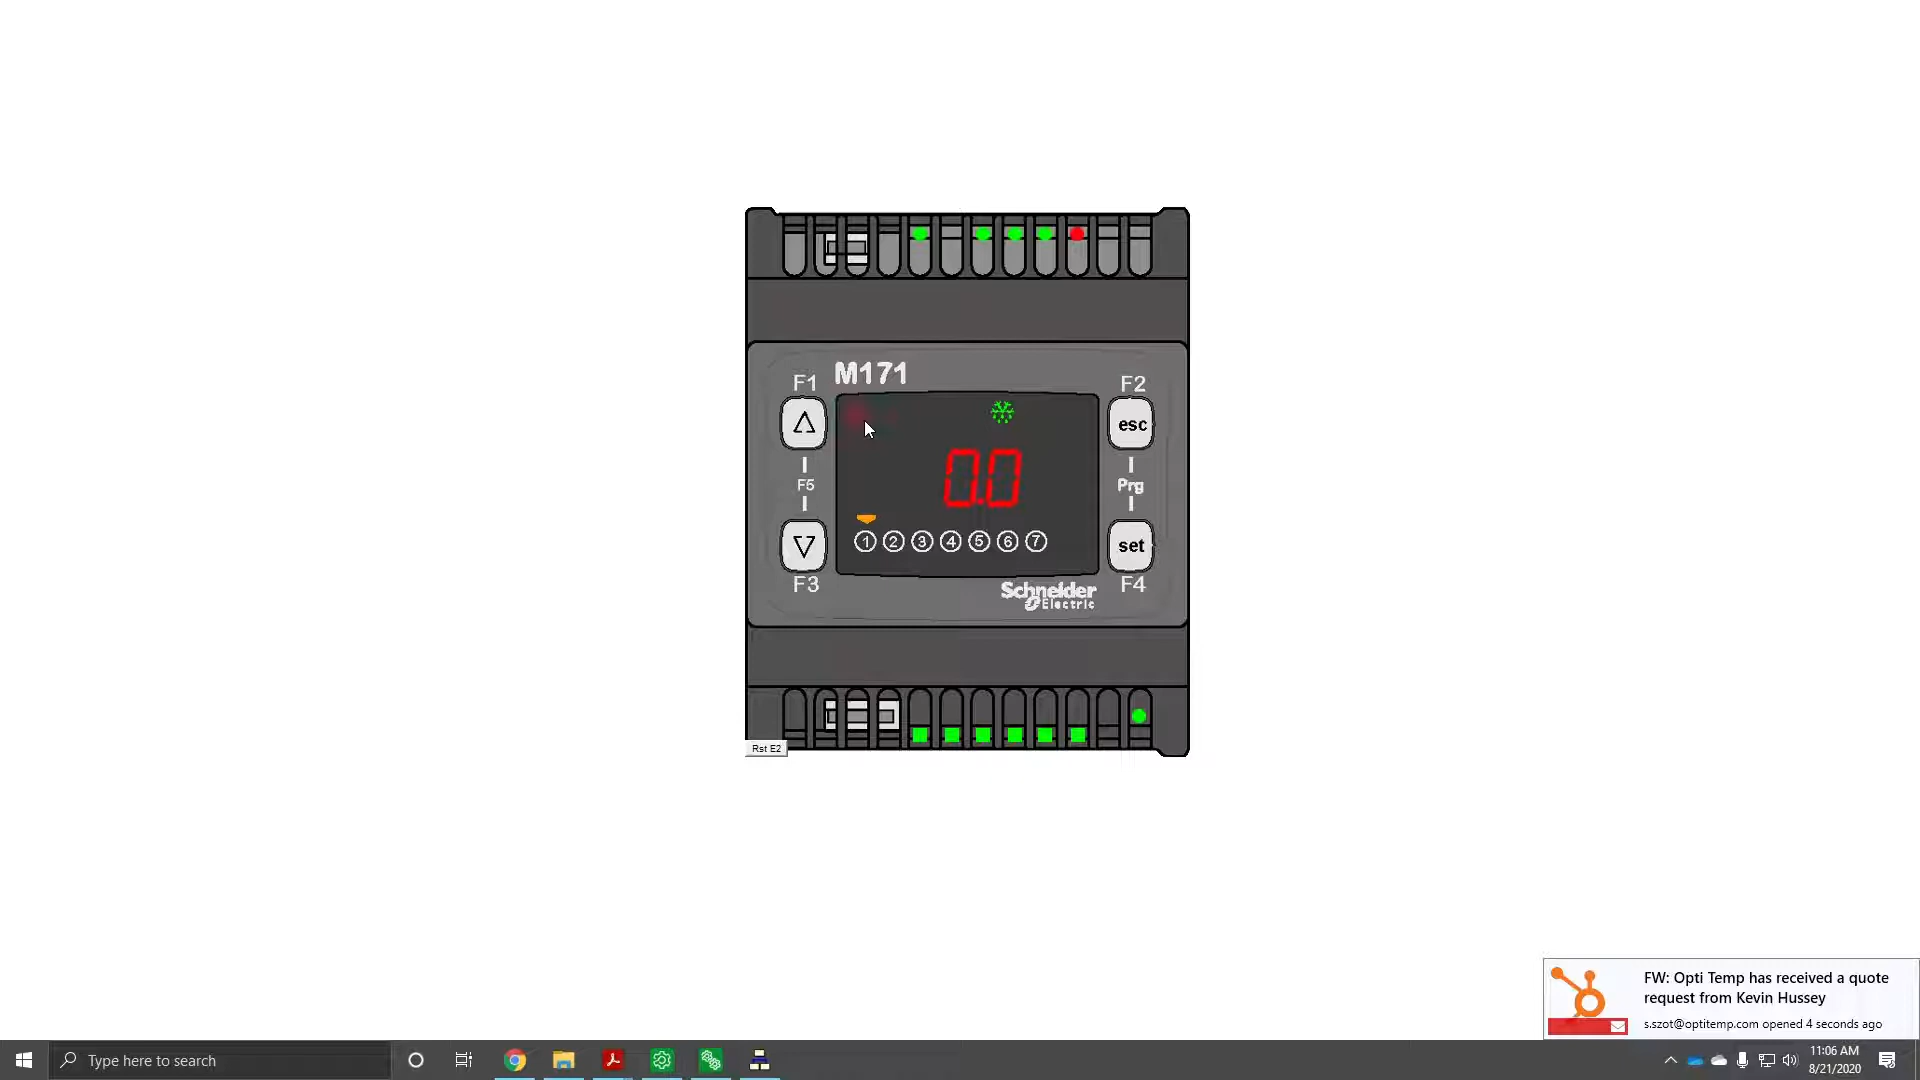 M171
F1
F2
esc
F5
Prg
0.0
1 2 3 4 5 6 7
set
F3
F4
Schneider
Electric
Rst E2
FW: Opti Temp has received a quote
request from Kevin Hussey
s.szot@optitemp.com opened 4 seconds ago
Type here to search
11:06 AM
8/21/2020